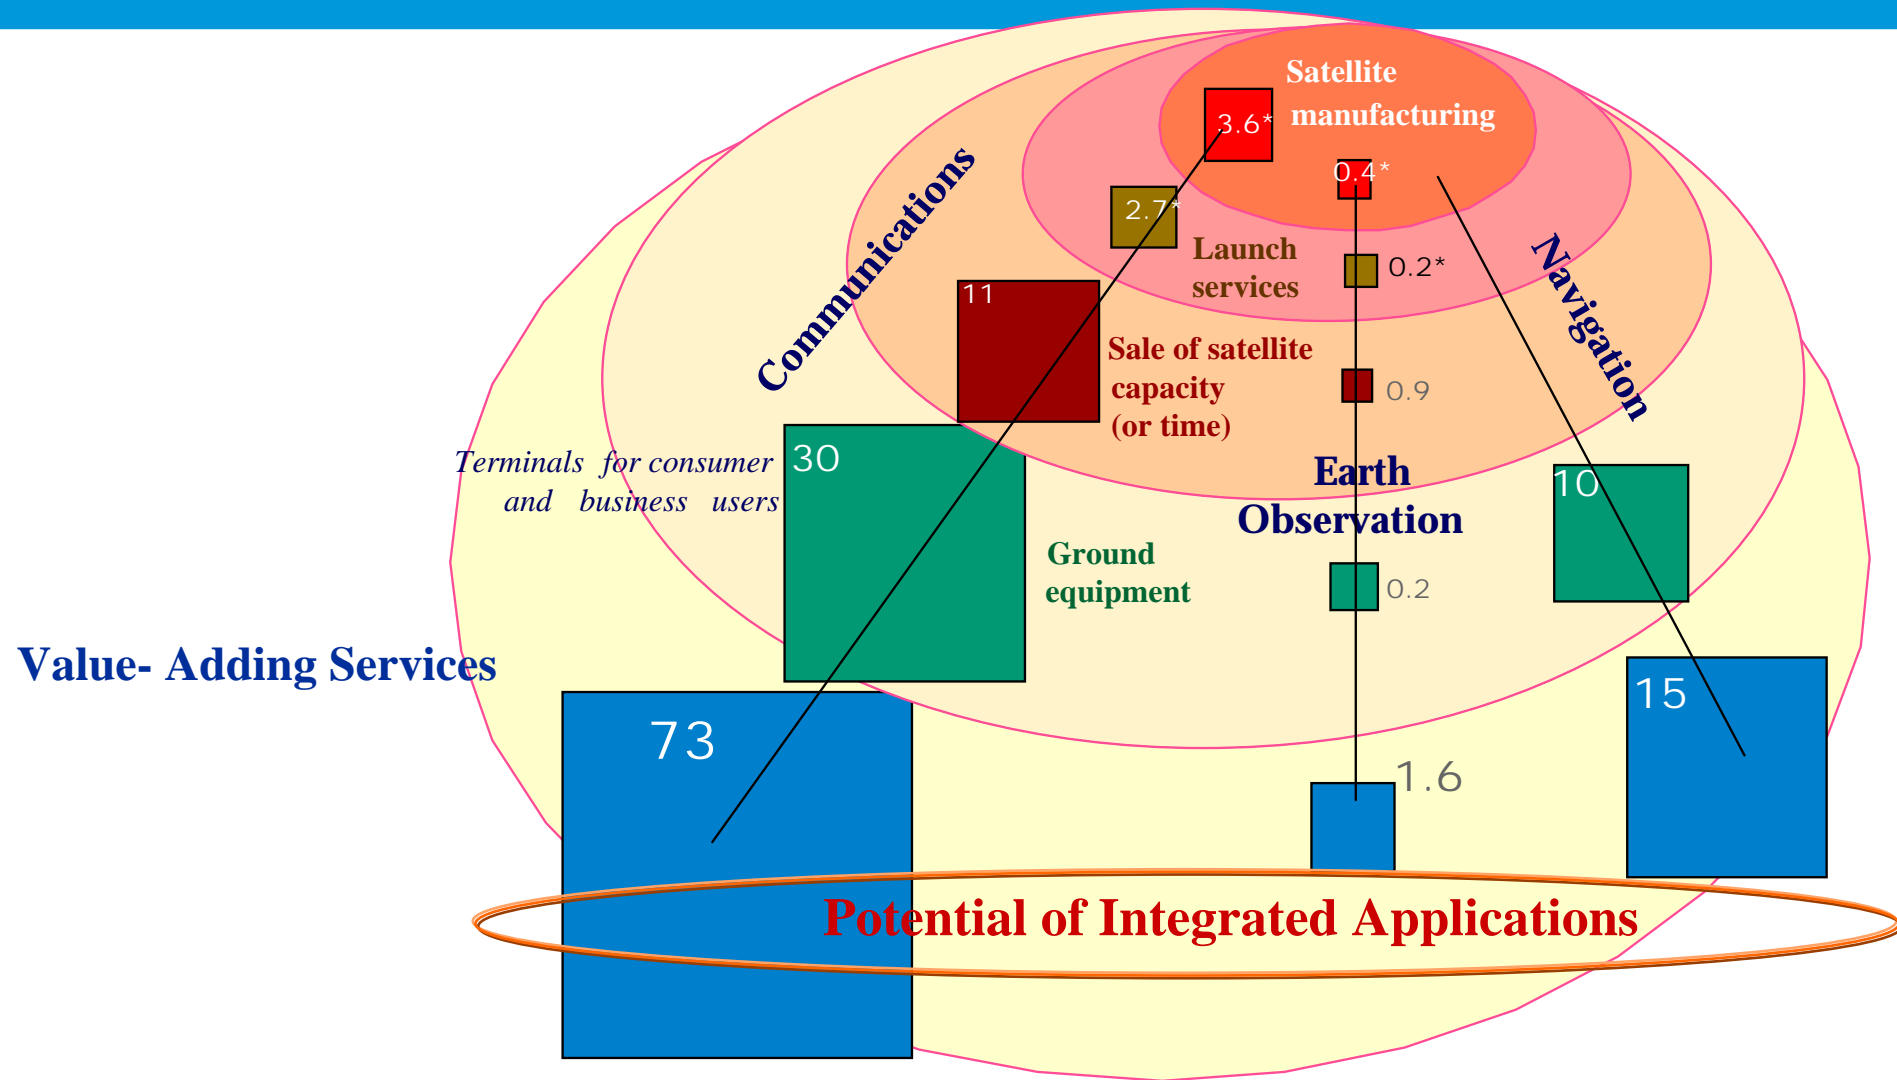 Satellite
manufacturing
3.6*
0.4*
Communications
2.7*
Launch
services
0.2*
Navigation
11
Sale of satellite
capacity
(or time)
0.9
Terminals for consumer
and business users
30
Earth
Observation
10
Ground
equipment
0.2
Value- Adding Services
73
1.6
15
Potential of Integrated Applications